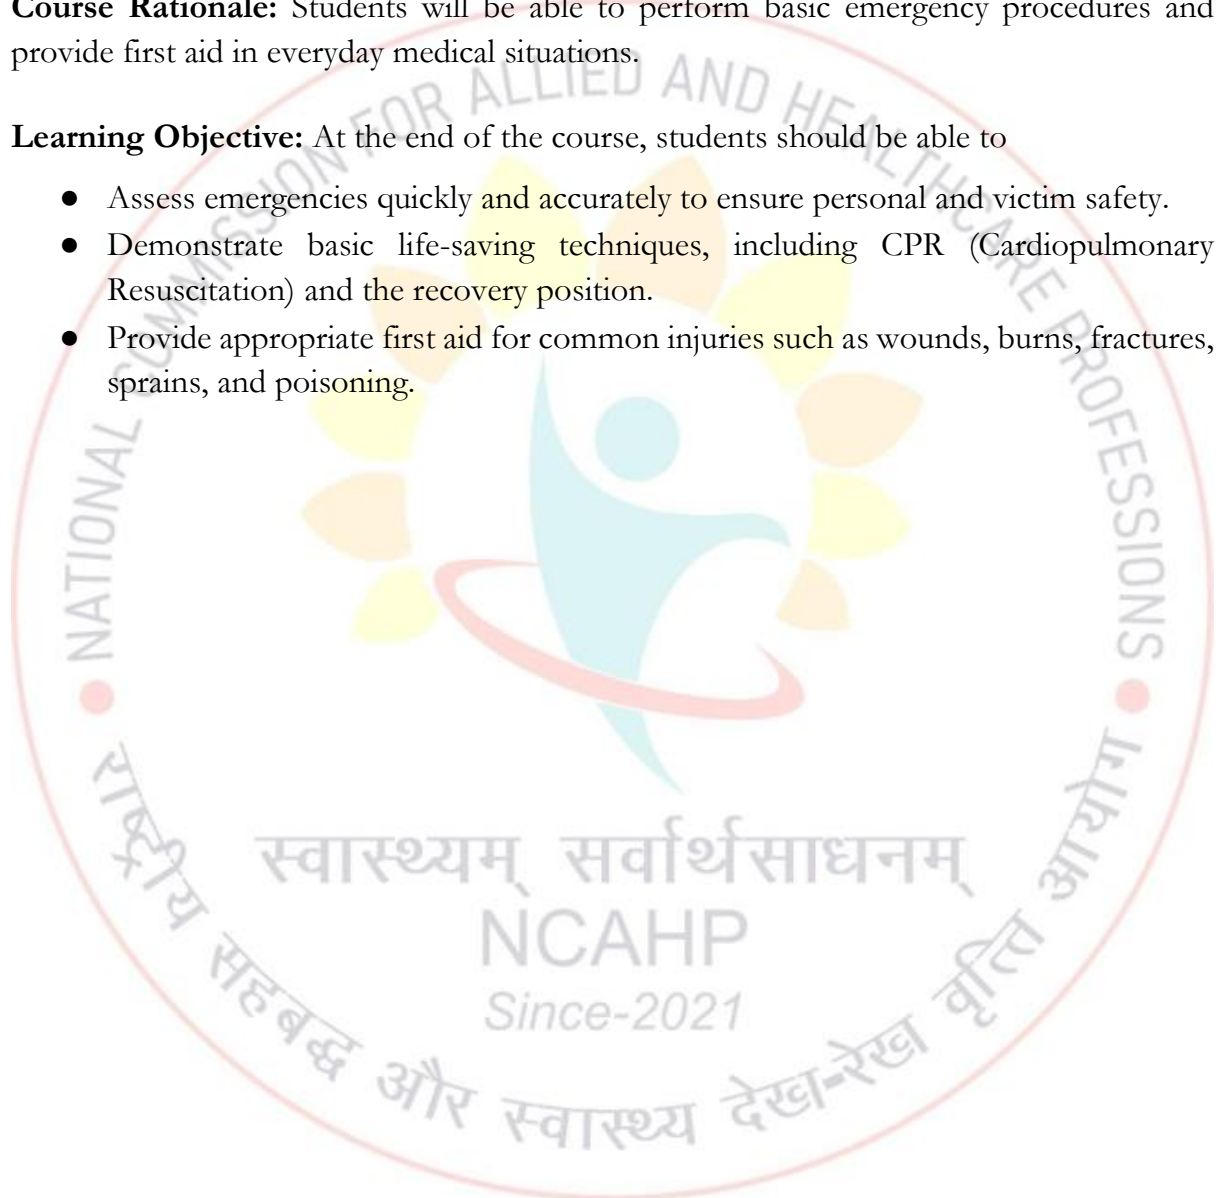 Course Rationale: Students will be able to perform basic emergency procedures and
provide first aid in everyday medical situations.
Learning Objective: At the end of the course, students should be able to
● Assess emergencies quickly and accurately to ensure personal and victim safety.
● Demonstrate basic life-saving techniques, including CPR (Cardiopulmonary
Resuscitation) and the recovery position.
● Provide appropriate first aid for common injuries such as wounds, burns, fractures,
sprains, and poisoning.
NATIONAL COMMISSION FOR ALLIED AND HEALTHCARE PROFESSIONS
स्वास्थ्यम् सर्वार्थसाधनम्
NCAHP
Since-2021
राष्ट्रीय सहबद्ध और स्वास्थ्य देख-रेख वृत्ति आयोग